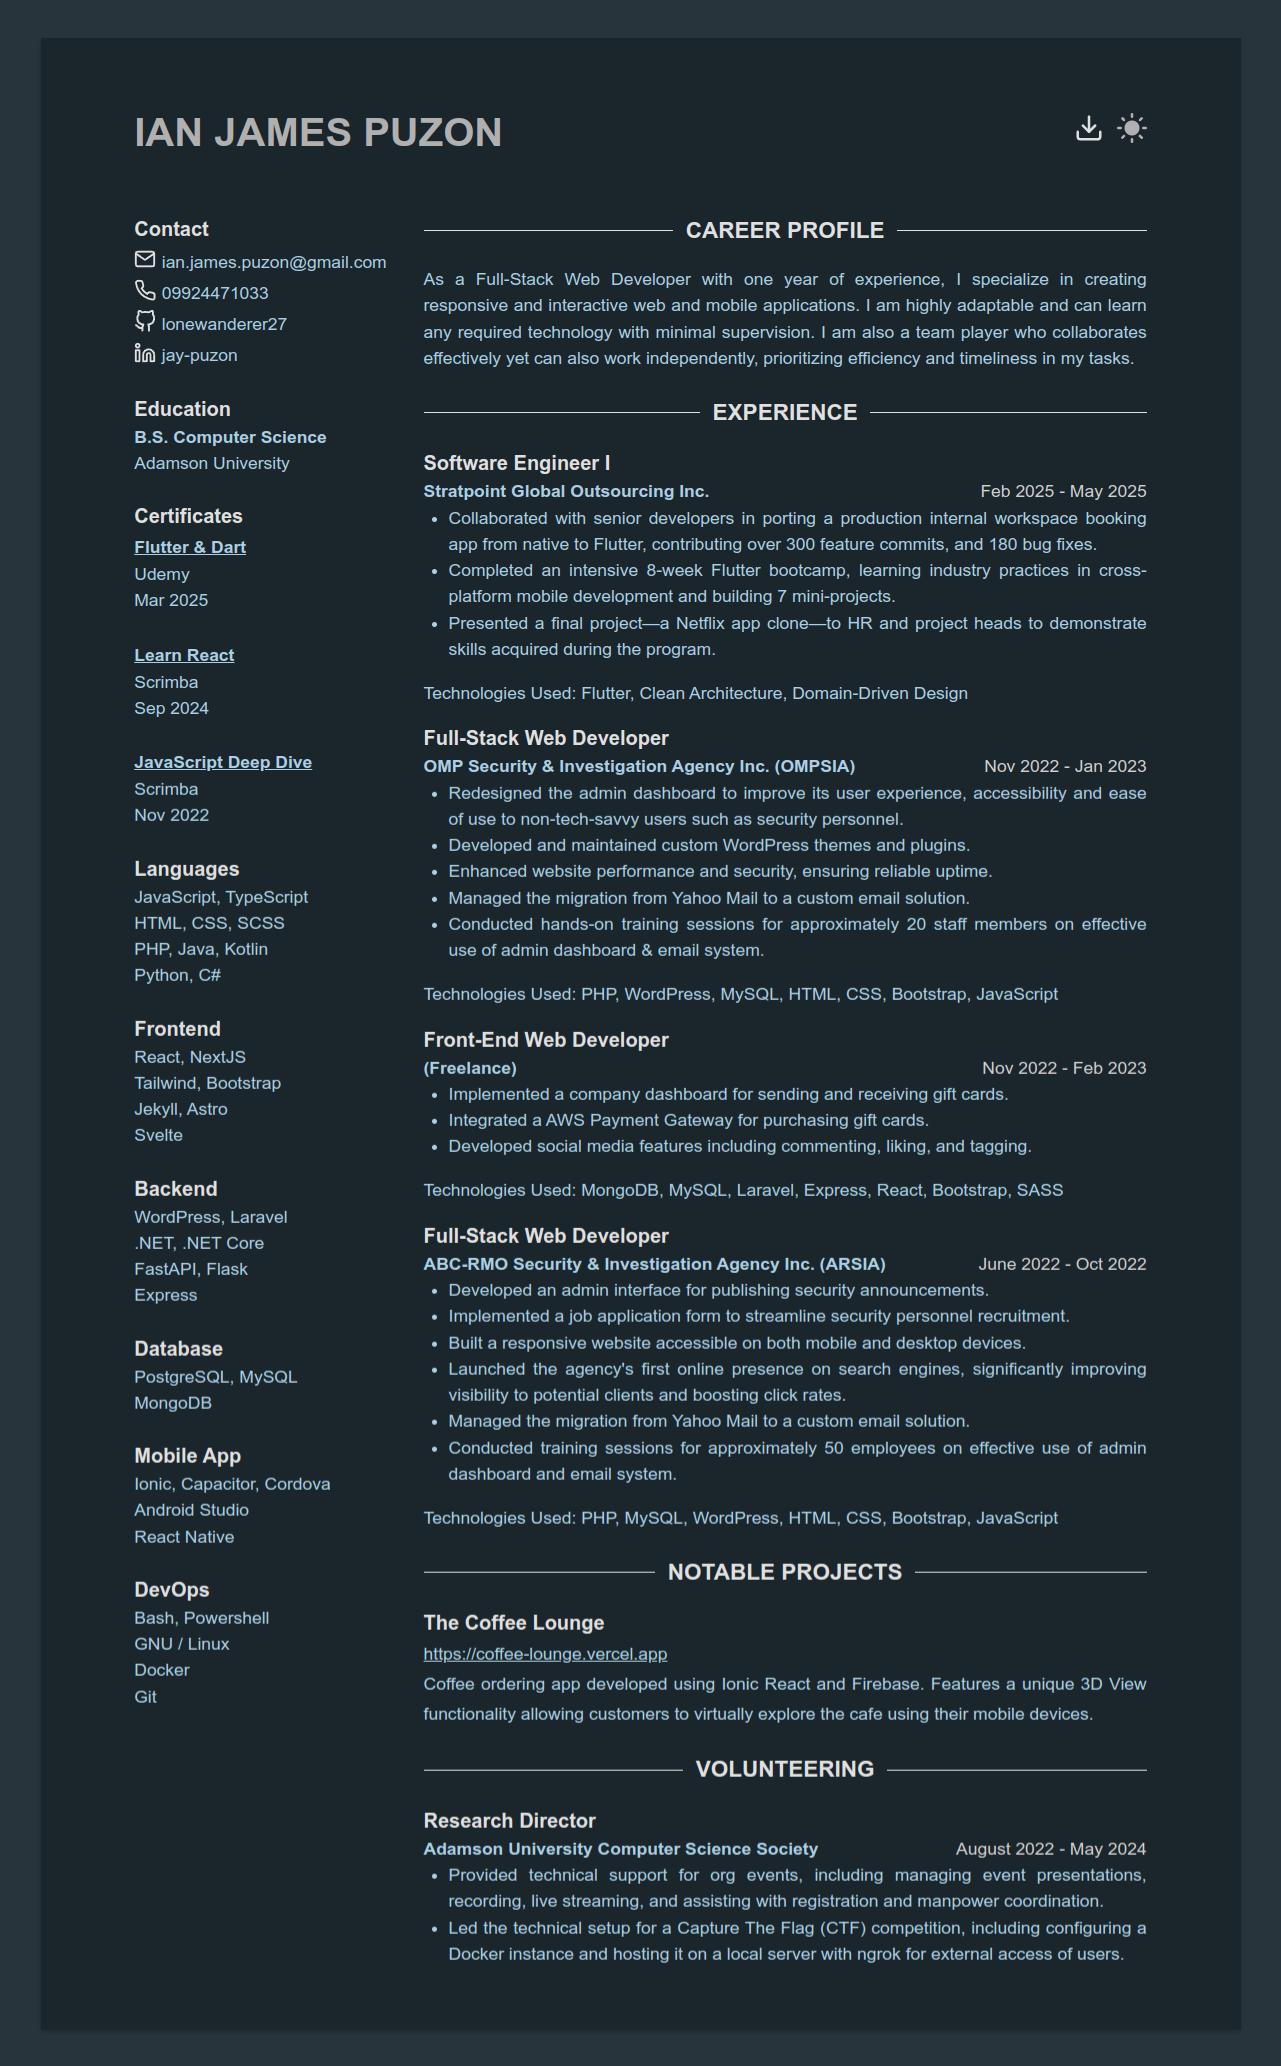 IAN JAMES PUZON
Contact
ian.james.puzon@gmail.com
09924471033
lonewanderer27
jay-puzon
Education
B.S. Computer Science
Adamson University
Certificates
Flutter & Dart
Udemy
Mar 2025
Learn React
Scrimba
Sep 2024
JavaScript Deep Dive
Scrimba
Nov 2022
Languages
JavaScript, TypeScript
HTML, CSS, SCSS
PHP, Java, Kotlin
Python, C#
Frontend
React, NextJS
Tailwind, Bootstrap
Jekyll, Astro
Svelte
Backend
WordPress, Laravel
.NET, .NET Core
FastAPI, Flask
Express
Database
PostgreSQL, MySQL
MongoDB
Mobile App
Ionic, Capacitor, Cordova
Android Studio
React Native
DevOps
Bash, Powershell
GNU / Linux
Docker
Git
CAREER PROFILE
As a Full-Stack Web Developer with one year of experience, I specialize in creating
responsive and interactive web and mobile applications. I am highly adaptable and can learn
any required technology with minimal supervision. I am also a team player who collaborates
effectively yet can also work independently, prioritizing efficiency and timeliness in my tasks.
EXPERIENCE
Software Engineer I
Stratpoint Global Outsourcing Inc. Feb 2025 - May 2025
• Collaborated with senior developers in porting a production internal workspace booking
app from native to Flutter, contributing over 300 feature commits, and 180 bug fixes.
• Completed an intensive 8-week Flutter bootcamp, learning industry practices in cross-
platform mobile development and building 7 mini-projects.
• Presented a final project—a Netflix app clone—to HR and project heads to demonstrate
skills acquired during the program.
Technologies Used: Flutter, Clean Architecture, Domain-Driven Design
Full-Stack Web Developer
OMP Security & Investigation Agency Inc. (OMPSIA) Nov 2022 - Jan 2023
• Redesigned the admin dashboard to improve its user experience, accessibility and ease
of use to non-tech-savvy users such as security personnel.
• Developed and maintained custom WordPress themes and plugins.
• Enhanced website performance and security, ensuring reliable uptime.
• Managed the migration from Yahoo Mail to a custom email solution.
• Conducted hands-on training sessions for approximately 20 staff members on effective
use of admin dashboard & email system.
Technologies Used: PHP, WordPress, MySQL, HTML, CSS, Bootstrap, JavaScript
Front-End Web Developer
(Freelance) Nov 2022 - Feb 2023
• Implemented a company dashboard for sending and receiving gift cards.
• Integrated a AWS Payment Gateway for purchasing gift cards.
• Developed social media features including commenting, liking, and tagging.
Technologies Used: MongoDB, MySQL, Laravel, Express, React, Bootstrap, SASS
Full-Stack Web Developer
ABC-RMO Security & Investigation Agency Inc. (ARSIA) June 2022 - Oct 2022
• Developed an admin interface for publishing security announcements.
• Implemented a job application form to streamline security personnel recruitment.
• Built a responsive website accessible on both mobile and desktop devices.
• Launched the agency's first online presence on search engines, significantly improving
visibility to potential clients and boosting click rates.
• Managed the migration from Yahoo Mail to a custom email solution.
• Conducted training sessions for approximately 50 employees on effective use of admin
dashboard and email system.
Technologies Used: PHP, MySQL, WordPress, HTML, CSS, Bootstrap, JavaScript
NOTABLE PROJECTS
The Coffee Lounge
https://coffee-lounge.vercel.app
Coffee ordering app developed using Ionic React and Firebase. Features a unique 3D View
functionality allowing customers to virtually explore the cafe using their mobile devices.
VOLUNTEERING
Research Director
Adamson University Computer Science Society August 2022 - May 2024
• Provided technical support for org events, including managing event presentations,
recording, live streaming, and assisting with registration and manpower coordination.
• Led the technical setup for a Capture The Flag (CTF) competition, including configuring a
Docker instance and hosting it on a local server with ngrok for external access of users.